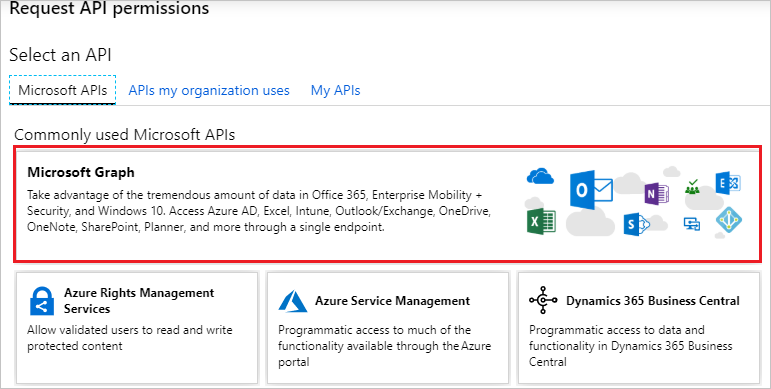 Request API permissions
Select an API
Microsoft APIs APIs my organization uses My APIs
Commonly used Microsoft APIs
Microsoft Graph
Take advantage of the tremendous amount of data in Office 365, Enterprise Mobility +
Security, and Windows 10. Access Azure AD, Excel, Intune, Outlook/Exchange, OneDrive,
OneNote, SharePoint, Planner, and more through a single endpoint.
Azure Rights Management
Services
Allow validated users to read and write
protected content
Azure Service Management
Programmatic access to much of the
functionality available through the Azure
portal
Dynamics 365 Business Central
Programmatic access to data and
functionality in Dynamics 365 Business
Central